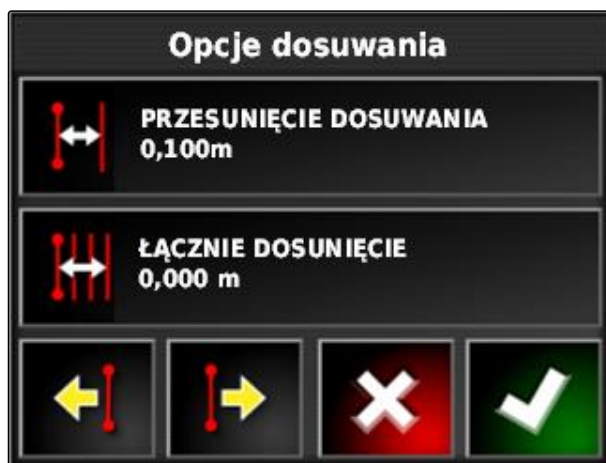 Opcje dosuwania
PRZESUNIĘCIE DOSUWANIA
0,100m
ŁĄCZNIE DOSUNIĘCIE
0,000 m